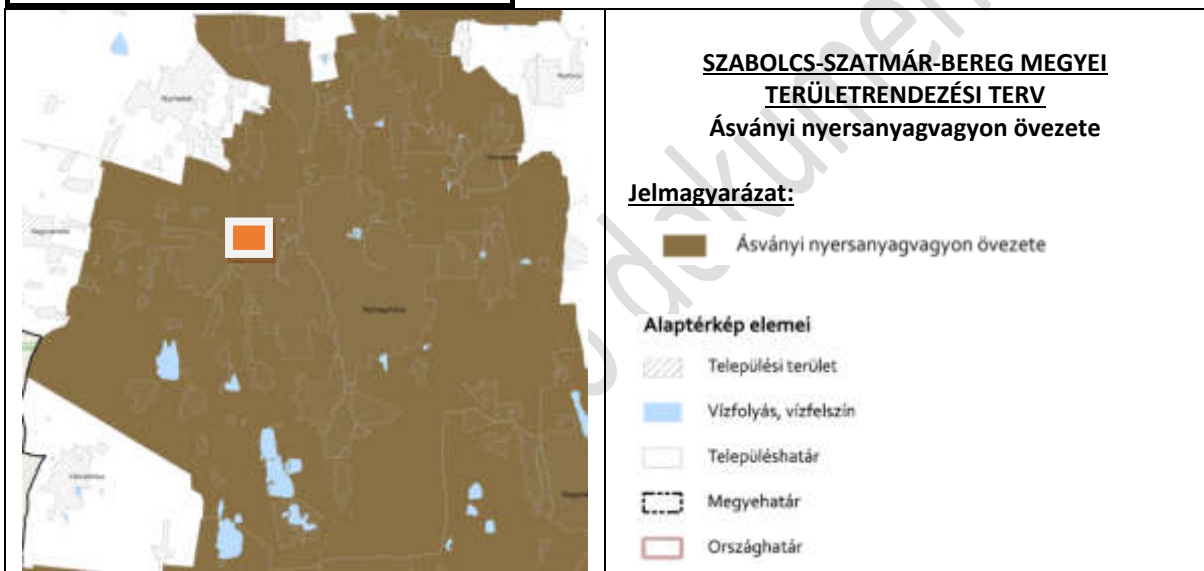 SZABOLCS-SZATMÁR-BEREG MEGYEI
TERÜLETRENDEZÉSI TERV
Ásványi nyersanyagvagyon övezete
Jelmagyarázat:
Ásványi nyersanyagvagyon övezete
Alaptérkép elemei
Települési terület
Vízfolyás, vízfelszín
Településhatár
Megyehatár
Országhatár